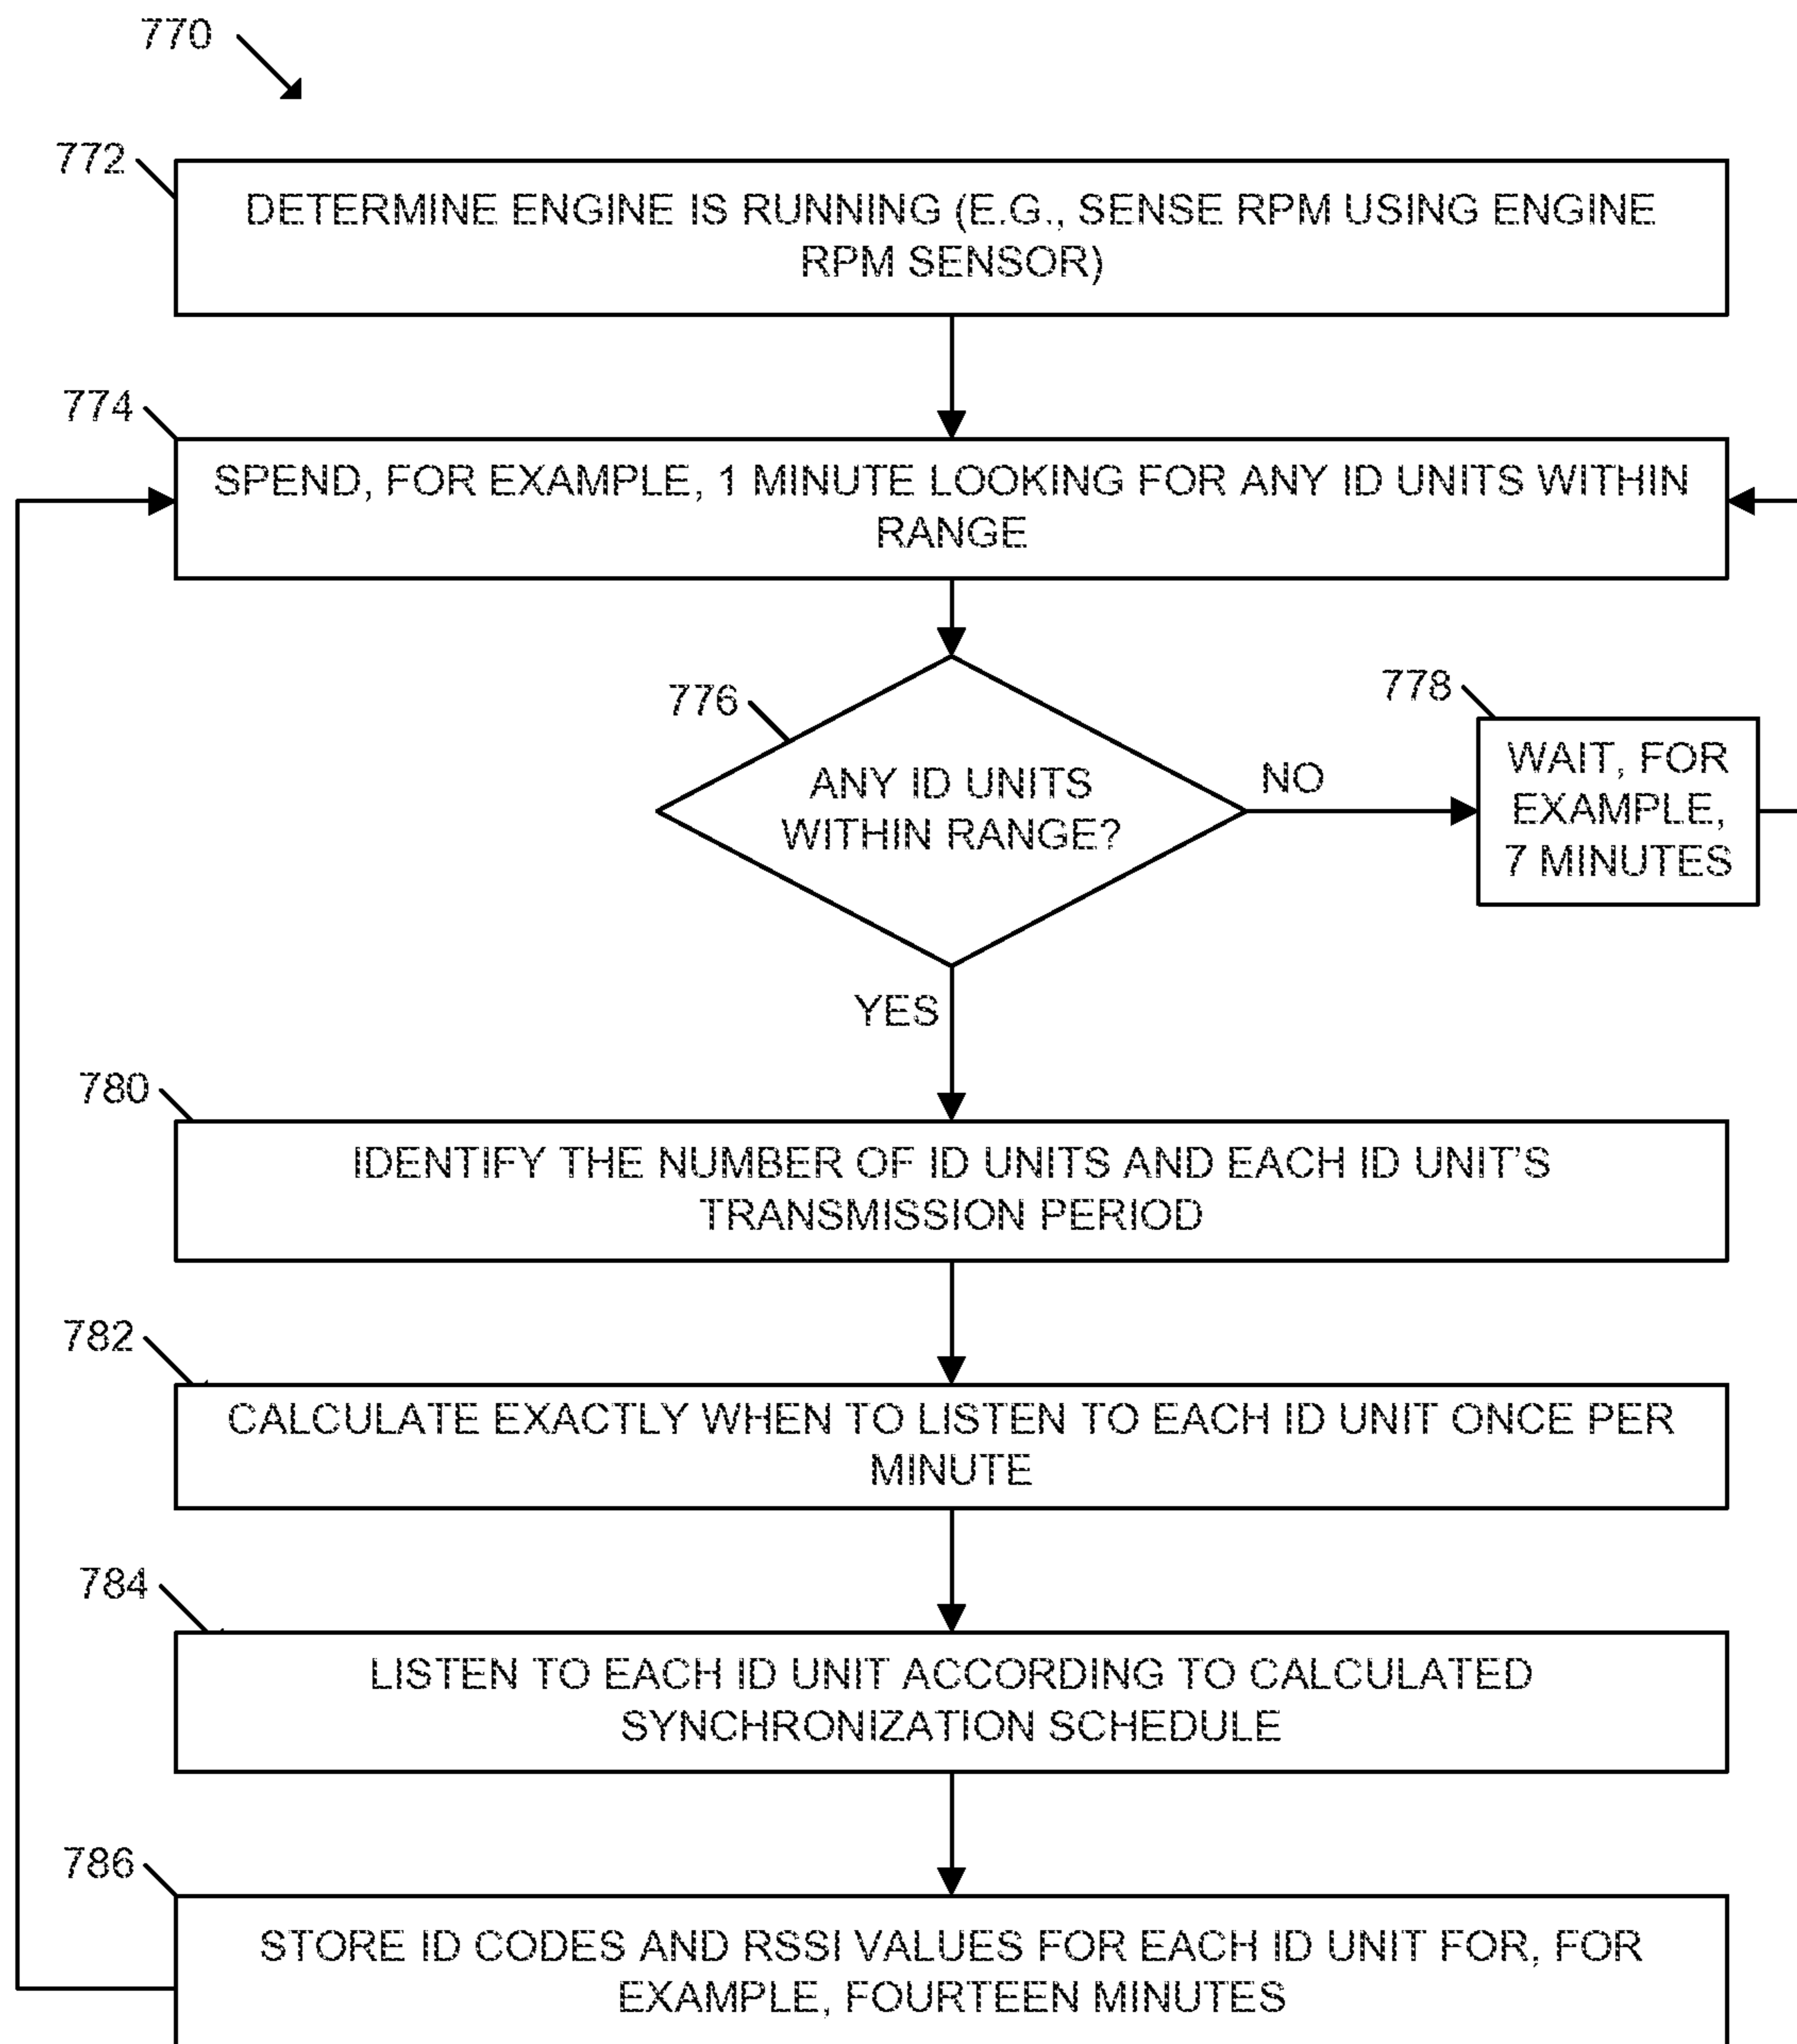 770
772
DETERMINE ENGINE IS RUNNING (E.G., SENSE RPM USING ENGINE
RPM SENSOR)
774
SPEND, FOR EXAMPLE, 1 MINUTE LOOKING FOR ANY ID UNITS WITHIN
RANGE
776
ANY ID UNITS
WITHIN RANGE?
NO
778
WAIT, FOR
EXAMPLE,
7 MINUTES
YES
780
IDENTIFY THE NUMBER OF ID UNITS AND EACH ID UNIT'S
TRANSMISSION PERIOD
782
CALCULATE EXACTLY WHEN TO LISTEN TO EACH ID UNIT ONCE PER
MINUTE
784
LISTEN TO EACH ID UNIT ACCORDING TO CALCULATED
SYNCHRONIZATION SCHEDULE
786
STORE ID CODES AND RSSI VALUES FOR EACH ID UNIT FOR, FOR
EXAMPLE, FOURTEEN MINUTES